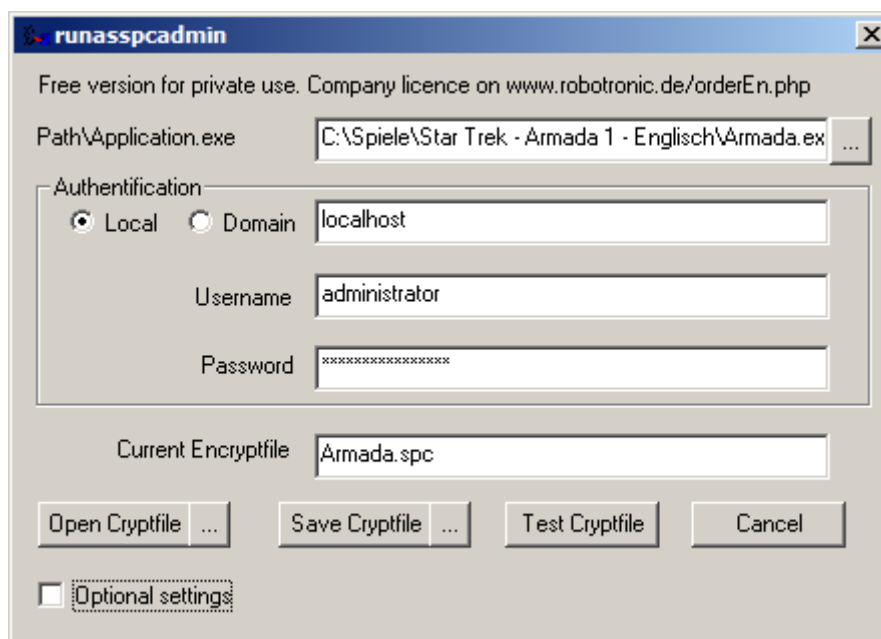 runasspcadmin
Free version for private use. Company licence on www.robotronic.de/orderEn.php
Path\Application.exe C:\Spiele\Star Trek - Armada 1 - Englisch\Armada.ex ...
Authentification
Local Domain localhost
Username administrator
Password ****************
Current Encryptfile Armada.spc
Open Cryptfile ... Save Cryptfile ... Test Cryptfile Cancel
Optional settings